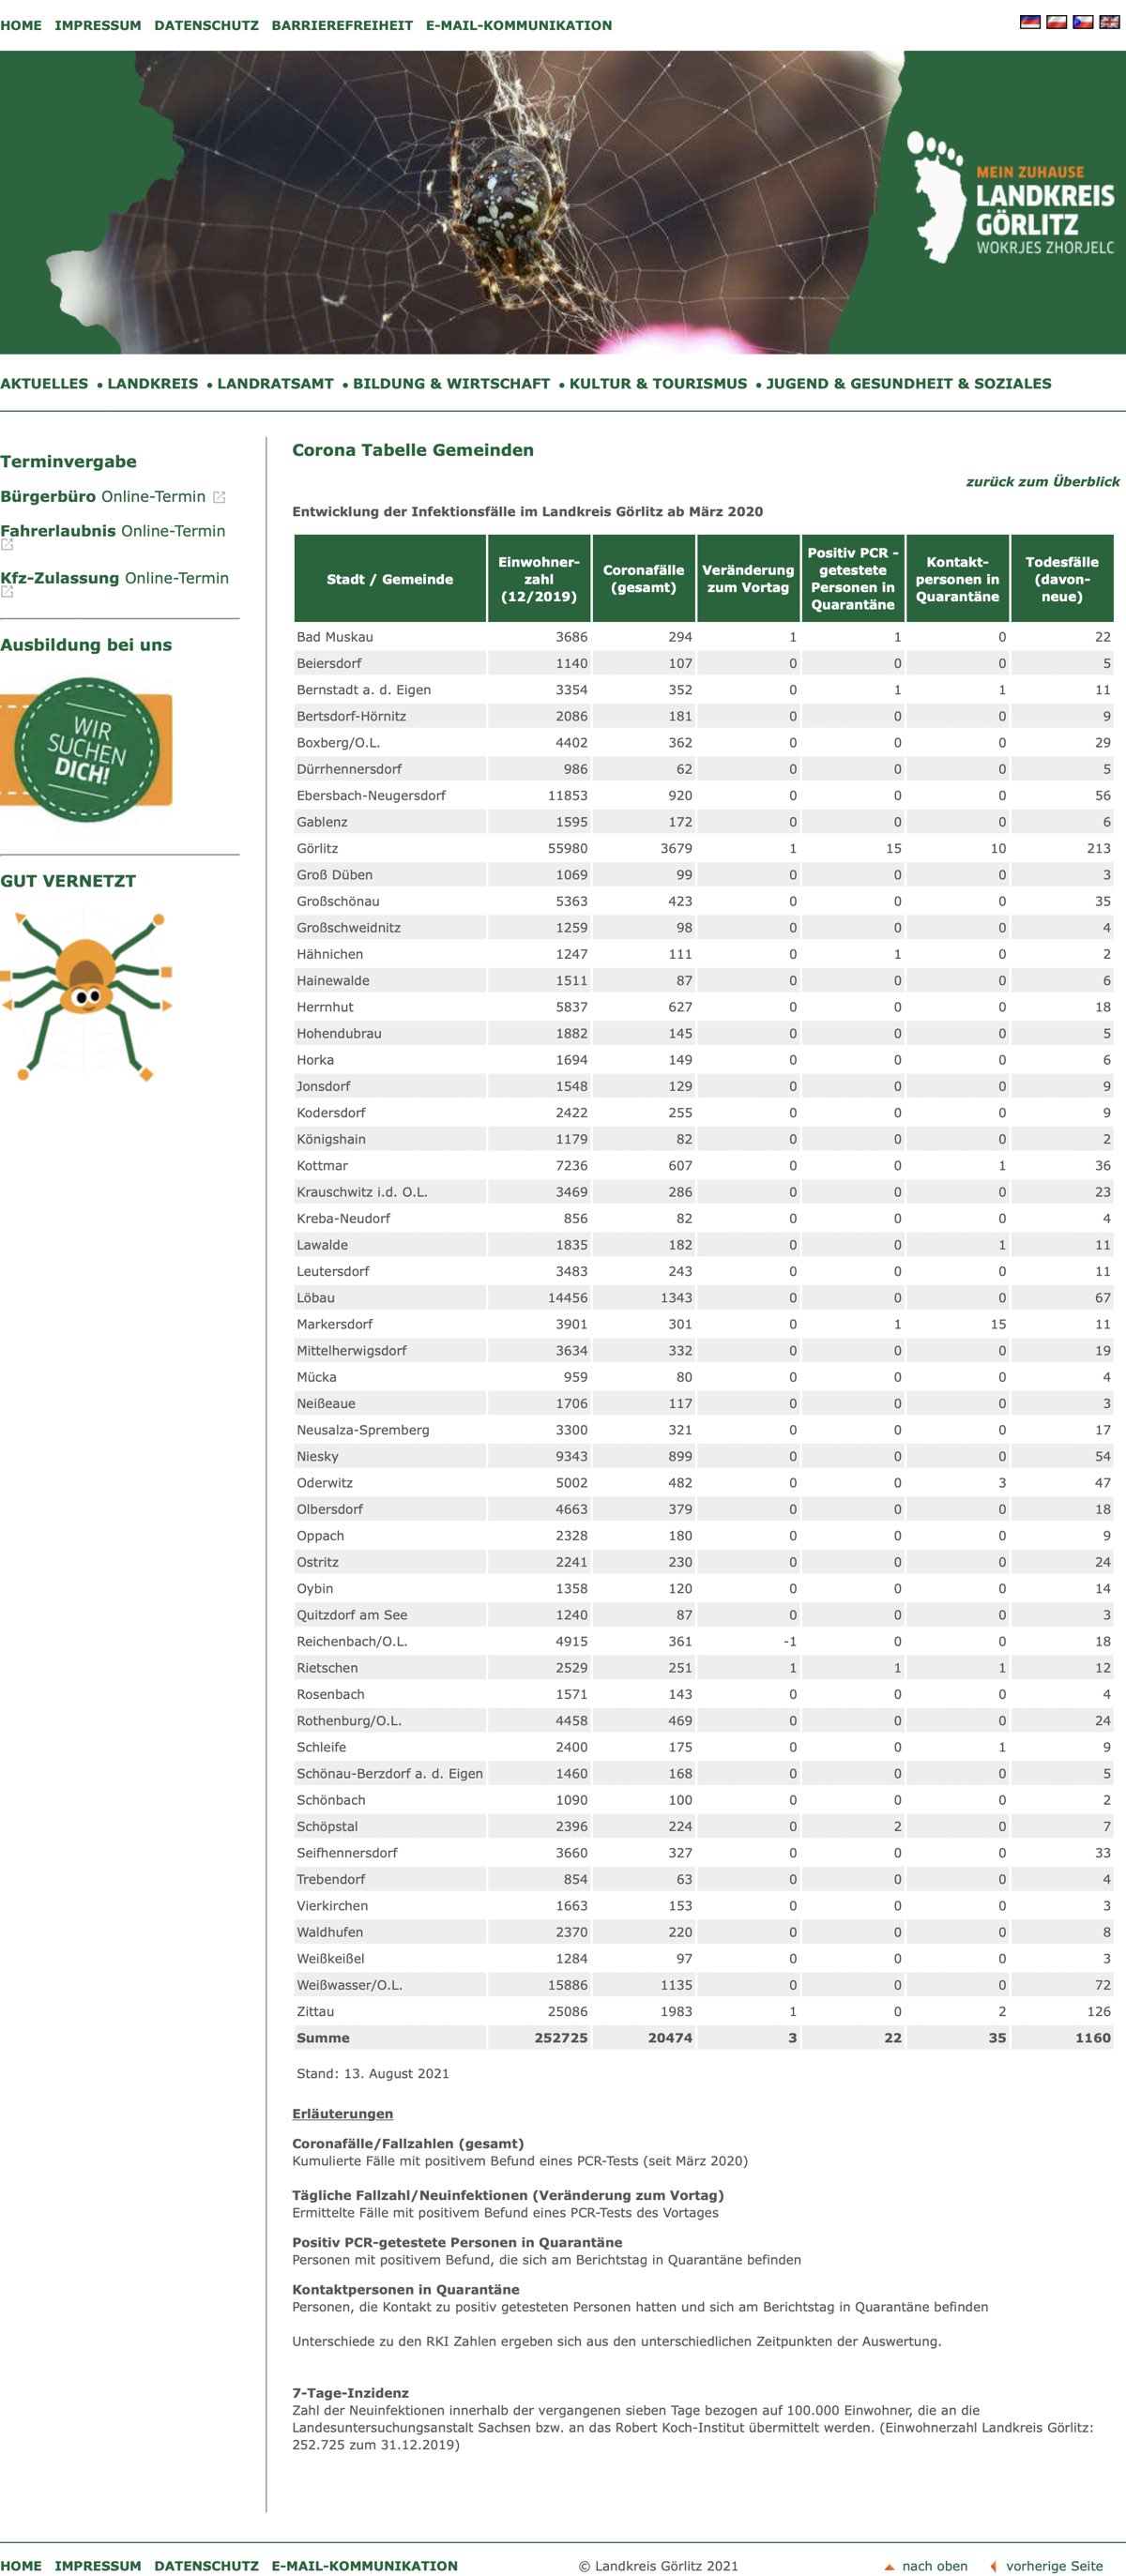 HOME IMPRESSUM DATENSCHUTZ BARRIEREFREIHEIT E-MAIL-KOMMUNIKATION
MEIN ZUHAUSE
LANDKREIS
GÖRLITZ
WOKRJES ZHORJELC
AKTUELLES • LANDKREIS • LANDRATSAMT • BILDUNG & WIRTSCHAFT • KULTUR & TOURISMUS • JUGEND & GESUNDHEIT & SOZIALES
Terminvergabe
Bürgerbüro Online-Termin
Fahrerlaubnis Online-Termin
Kfz-Zulassung Online-Termin
Ausbildung bei uns
WIR
SUCHEN
DICH!
GUT VERNETZT
Corona Tabelle Gemeinden
zurück zum Überblick
Entwicklung der Infektionsfälle im Landkreis Görlitz ab März 2020
Stadt / Gemeinde
Einwohner-
zahl
(12/2019)
Coronafälle
(gesamt)
Veränderung
zum Vortag
Positiv PCR -
getestete
Personen in
Quarantäne
Kontakt-
personen in
Quarantäne
Todesfälle
(davon-
neue)
Bad Muskau 3686 294 1 1 0 22
Beiersdorf 1140 107 0 0 0 5
Bernstadt a. d. Eigen 3354 352 0 1 1 11
Bertsdorf-Hörnitz 2086 181 0 0 0 9
Boxberg/O.L. 4402 362 0 0 0 29
Dürrhennersdorf 986 62 0 0 0 5
Ebersbach-Neugersdorf 11853 920 0 0 0 56
Gablenz 1595 172 0 0 0 6
Görlitz 55980 3679 1 15 10 213
Groß Düben 1069 99 0 0 0 3
Großschönau 5363 423 0 0 0 35
Großschweidnitz 1259 98 0 0 0 4
Hähnichen 1247 111 0 1 0 2
Hainewalde 1511 87 0 0 0 6
Herrnhut 5837 627 0 0 0 18
Hohendubrau 1882 145 0 0 0 5
Horka 1694 149 0 0 0 6
Jonsdorf 1548 129 0 0 0 9
Kodersdorf 2422 255 0 0 0 9
Königshain 1179 82 0 0 0 2
Kottmar 7236 607 0 0 1 36
Krauschwitz i.d. O.L. 3469 286 0 0 0 23
Kreba-Neudorf 856 82 0 0 0 4
Lawalde 1835 182 0 0 1 11
Leutersdorf 3483 243 0 0 0 11
Löbau 14456 1343 0 0 0 67
Markersdorf 3901 301 0 1 15 11
Mittelherwigsdorf 3634 332 0 0 0 19
Mücka 959 80 0 0 0 4
Neißeaue 1706 117 0 0 0 3
Neusalza-Spremberg 3300 321 0 0 0 17
Niesky 9343 899 0 0 0 54
Oderwitz 5002 482 0 0 3 47
Olbersdorf 4663 379 0 0 0 18
Oppach 2328 180 0 0 0 9
Ostritz 2241 230 0 0 0 24
Oybin 1358 120 0 0 0 14
Quitzdorf am See 1240 87 0 0 0 3
Reichenbach/O.L. 4915 361 -1 0 0 18
Rietschen 2529 251 1 1 1 12
Rosenbach 1571 143 0 0 0 4
Rothenburg/O.L. 4458 469 0 0 0 24
Schleife 2400 175 0 0 1 9
Schönau-Berzdorf a. d. Eigen 1460 168 0 0 0 5
Schönbach 1090 100 0 0 0 2
Schöpstal 2396 224 0 2 0 7
Seifhennersdorf 3660 327 0 0 0 33
Trebendorf 854 63 0 0 0 4
Vierkirchen 1663 153 0 0 0 3
Waldhufen 2370 220 0 0 0 8
Weißkeißel 1284 97 0 0 0 3
Weißwasser/O.L. 15886 1135 0 0 0 72
Zittau 25086 1983 1 0 2 126
Summe 252725 20474 3 22 35 1160
Stand: 13. August 2021
Erläuterungen
Coronafälle/Fallzahlen (gesamt)
Kumulierte Fälle mit positivem Befund eines PCR-Tests (seit März 2020)
Tägliche Fallzahl/Neuinfektionen (Veränderung zum Vortag)
Ermittelte Fälle mit positivem Befund eines PCR-Tests des Vortages
Positiv PCR-getestete Personen in Quarantäne
Personen mit positivem Befund, die sich am Berichtstag in Quarantäne befinden
Kontaktpersonen in Quarantäne
Personen, die Kontakt zu positiv getesteten Personen hatten und sich am Berichtstag in Quarantäne befinden
Unterschiede zu den RKI Zahlen ergeben sich aus den unterschiedlichen Zeitpunkten der Auswertung.
7-Tage-Inzidenz
Zahl der Neuinfektionen innerhalb der vergangenen sieben Tage bezogen auf 100.000 Einwohner, die an die
Landesuntersuchungsanstalt Sachsen bzw. an das Robert Koch-Institut übermittelt werden. (Einwohnerzahl Landkreis Görlitz:
252.725 zum 31.12.2019)
HOME IMPRESSUM DATENSCHUTZ E-MAIL-KOMMUNIKATION © Landkreis Görlitz 2021 nach oben vorherige Seite